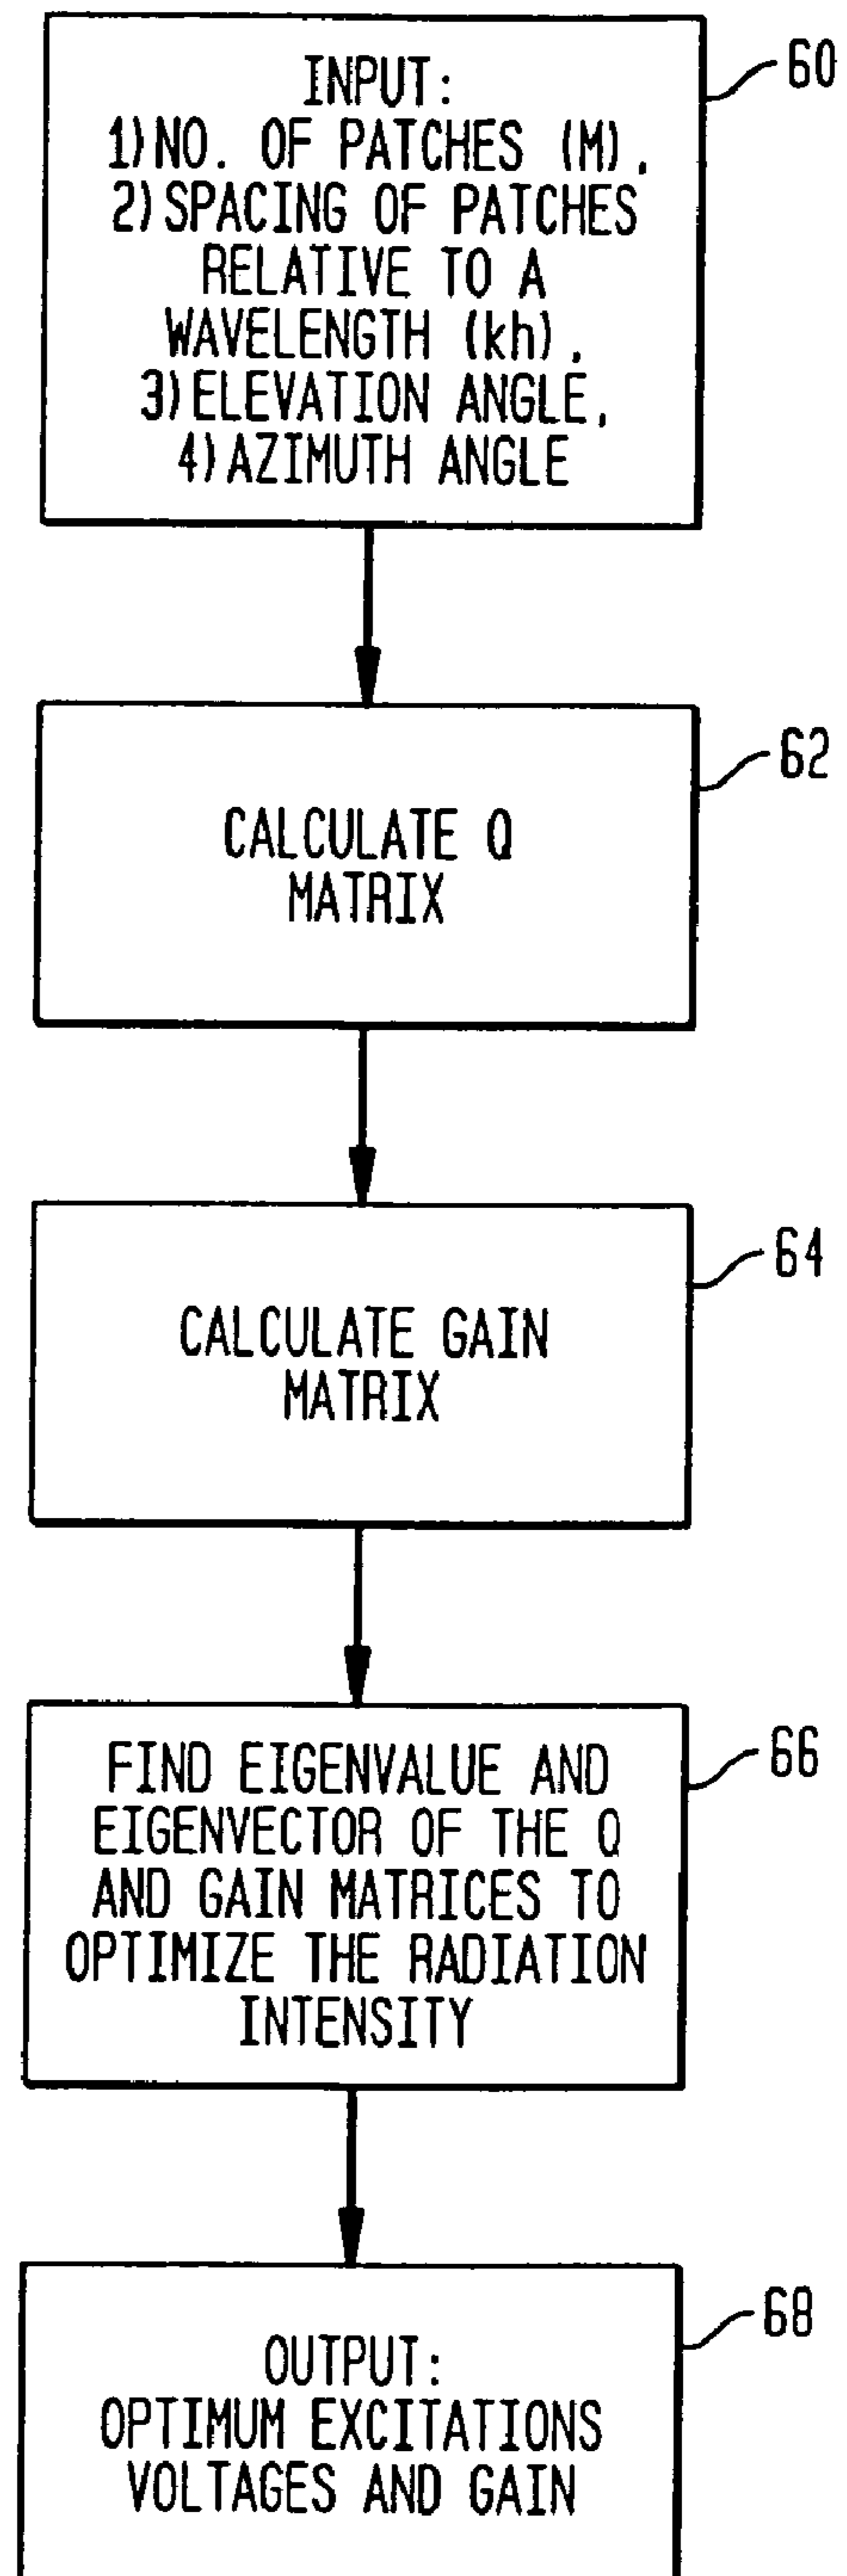 INPUT:
1)NO. OF PATCHES (M),
2)SPACING OF PATCHES
RELATIVE TO A
WAVELENGTH (kh),
3)ELEVATION ANGLE,
4)AZIMUTH ANGLE
60
CALCULATE Q
MATRIX
62
CALCULATE GAIN
MATRIX
64
FIND EIGENVALUE AND
EIGENVECTOR OF THE Q
AND GAIN MATRICES TO
OPTIMIZE THE RADIATION
INTENSITY
66
OUTPUT:
OPTIMUM EXCITATIONS
VOLTAGES AND GAIN
68